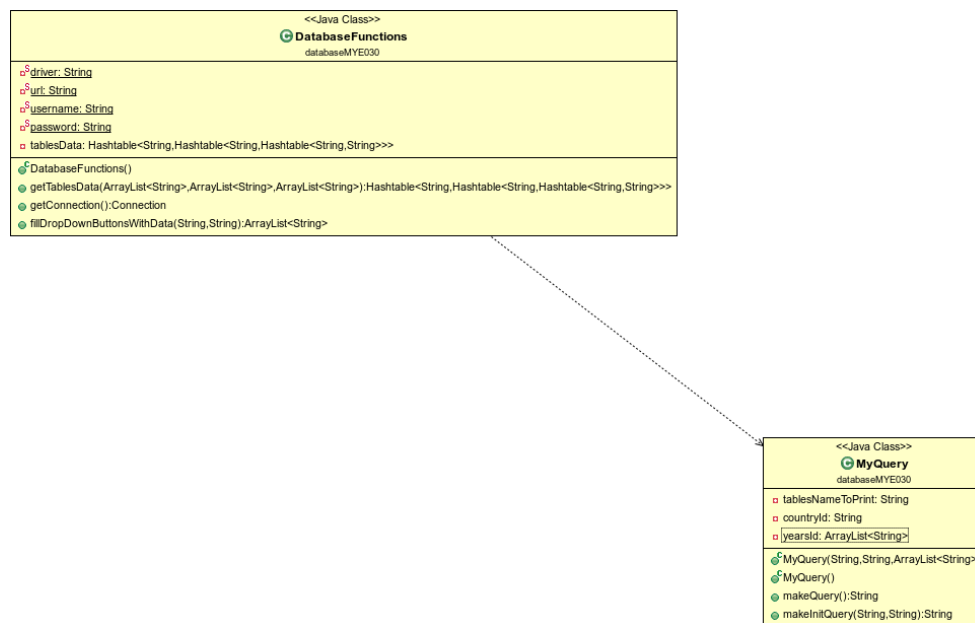 <<Java Class>>
DatabaseFunctions
databaseMYE030
driver: String
url: String
username: String
password: String
tablesData: Hashtable<String,Hashtable<String,Hashtable<String,String>>>
DatabaseFunctions()
getTablesData(ArrayList<String>,ArrayList<String>,ArrayList<String>):Hashtable<String,Hashtable<String,Hashtable<String,String>>>
getConnection():Connection
fillDropDownButtonsWithData(String,String):ArrayList<String>
<<Java Class>>
MyQuery
databaseMYE030
tablesNameToPrint: String
countryId: String
yearsId: ArrayList<String>
MyQuery(String,String,ArrayList<String>
MyQuery()
makeQuery():String
makeInitQuery(String,String):String